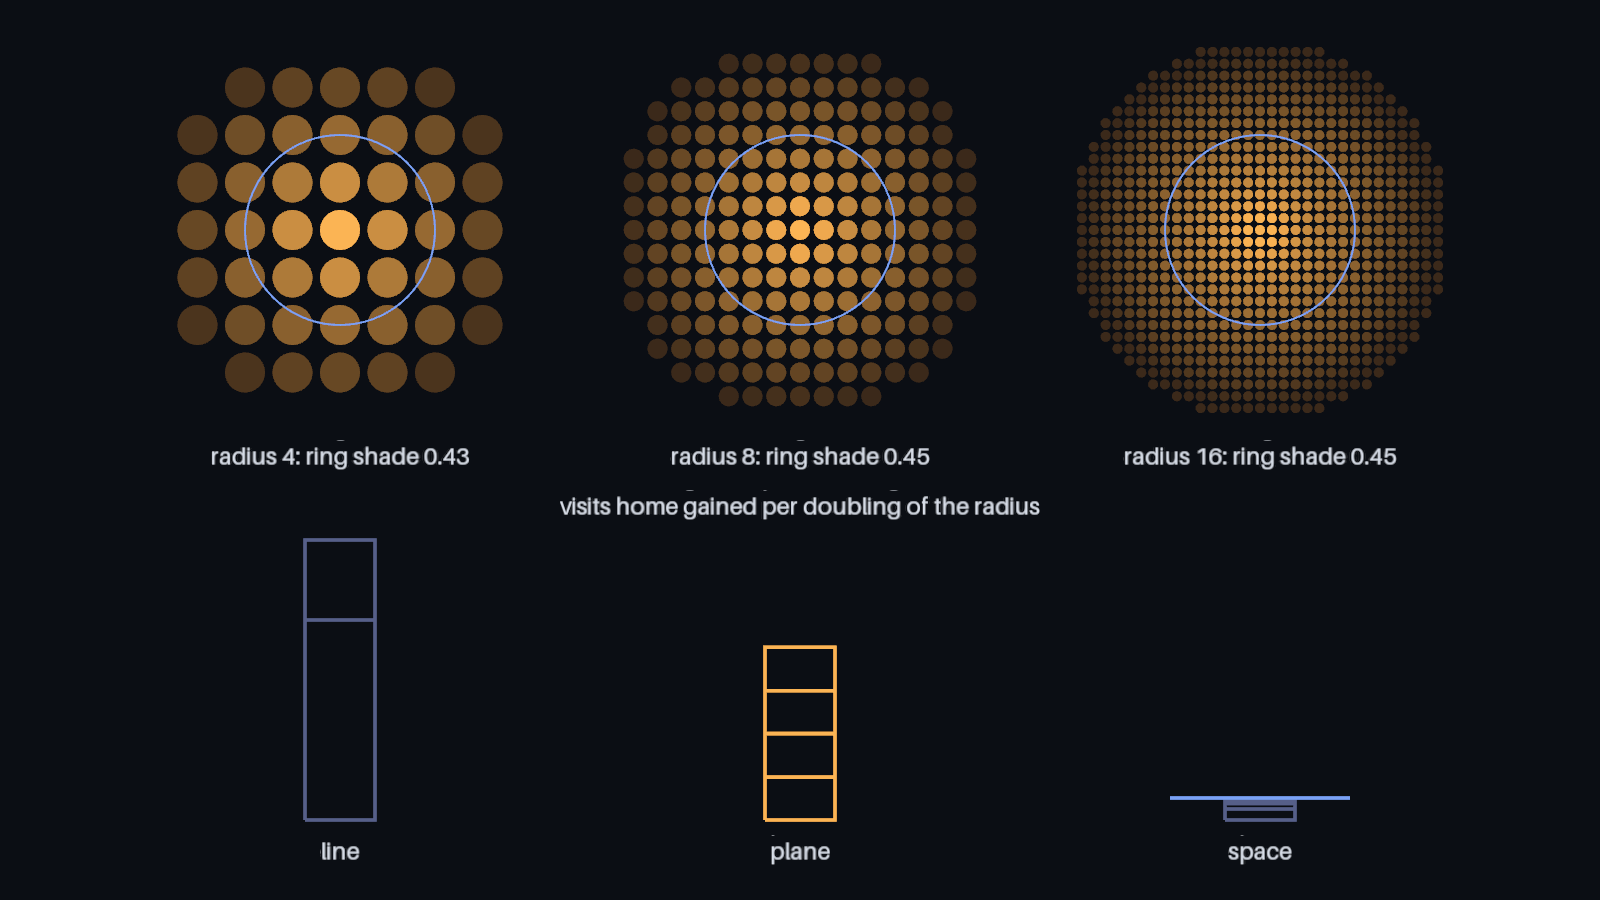 radius 4: ring shade 0.43
radius 8: ring shade 0.45
radius 16: ring shade 0.45
visits home gained per doubling of the radius
line
plane
space